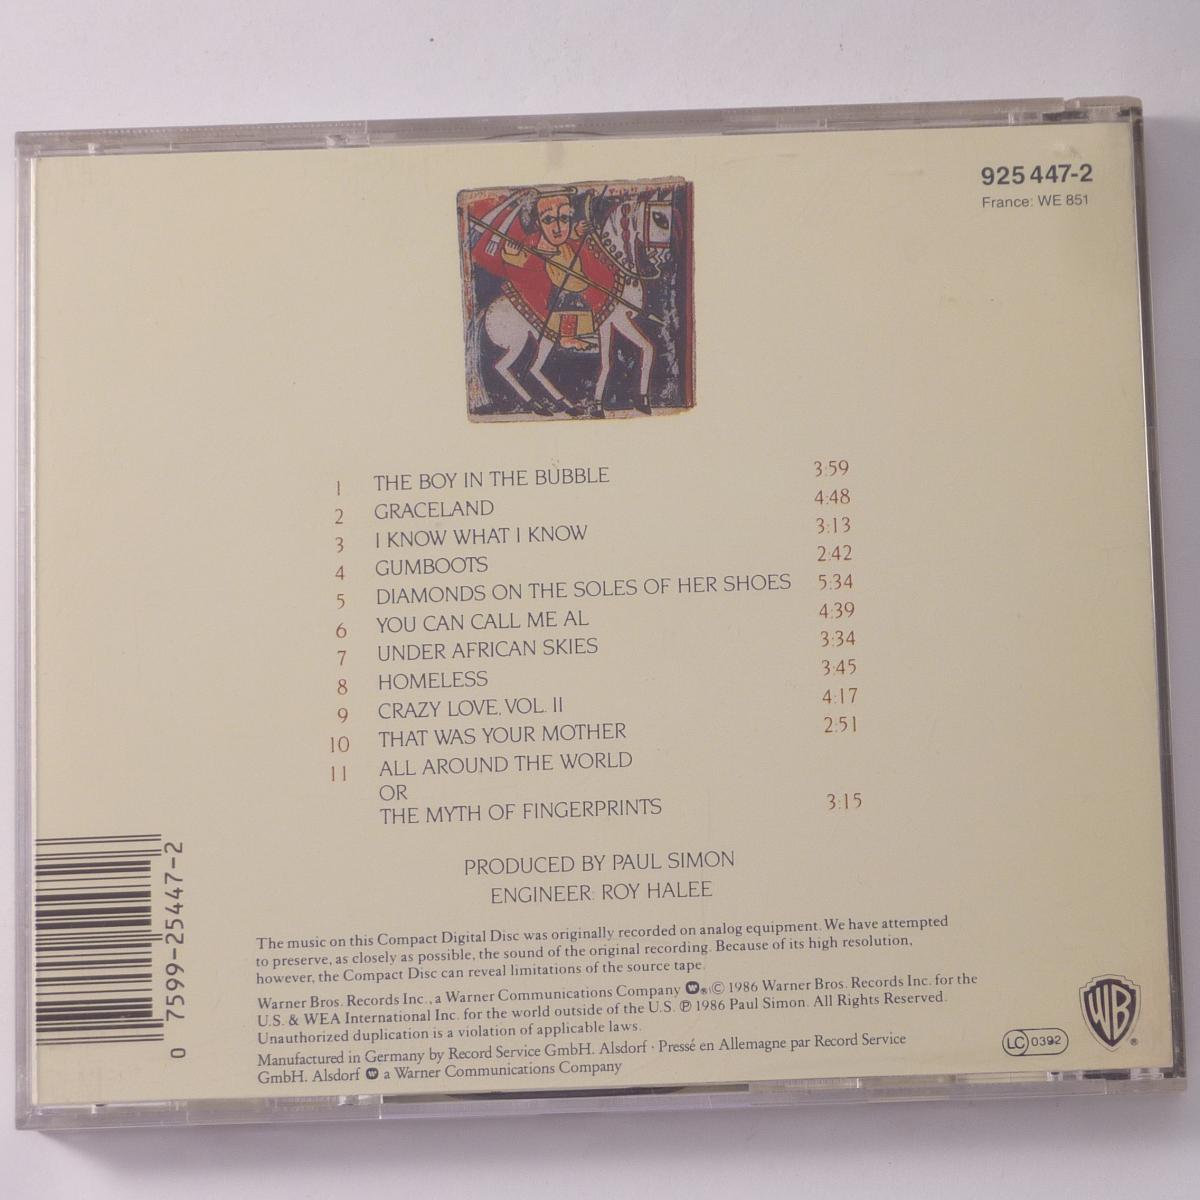 925 447-2
France: WE 851
1 THE BOY IN THE BUBBLE 3:59
2 GRACELAND 4:48
3 I KNOW WHAT I KNOW 3:13
4 GUMBOOTS 2:42
5 DIAMONDS ON THE SOLES OF HER SHOES 5:34
6 YOU CAN CALL ME AL 4:39
7 UNDER AFRICAN SKIES 3:34
8 HOMELESS 3:45
9 CRAZY LOVE, VOL. II 4:17
10 THAT WAS YOUR MOTHER 2:51
11 ALL AROUND THE WORLD
OR
THE MYTH OF FINGERPRINTS 3:15
PRODUCED BY PAUL SIMON
ENGINEER: ROY HALEE
The music on this Compact Digital Disc was originally recorded on analog equipment. We have attempted
to preserve, as closely as possible, the sound of the original recording. Because of its high resolution,
however, the Compact Disc can reveal limitations of the source tape.
Warner Bros. Records Inc., a Warner Communications Company ® © 1986 Warner Bros. Records Inc. for the
U.S. & WEA International Inc. for the world outside of the U.S. ℗ 1986 Paul Simon. All Rights Reserved.
Unauthorized duplication is a violation of applicable laws.
Manufactured in Germany by Record Service GmbH. Alsdorf · Pressé en Allemagne par Record Service
GmbH. Alsdorf a Warner Communications Company
0 7599-25447-2
LC 0392
WB ®